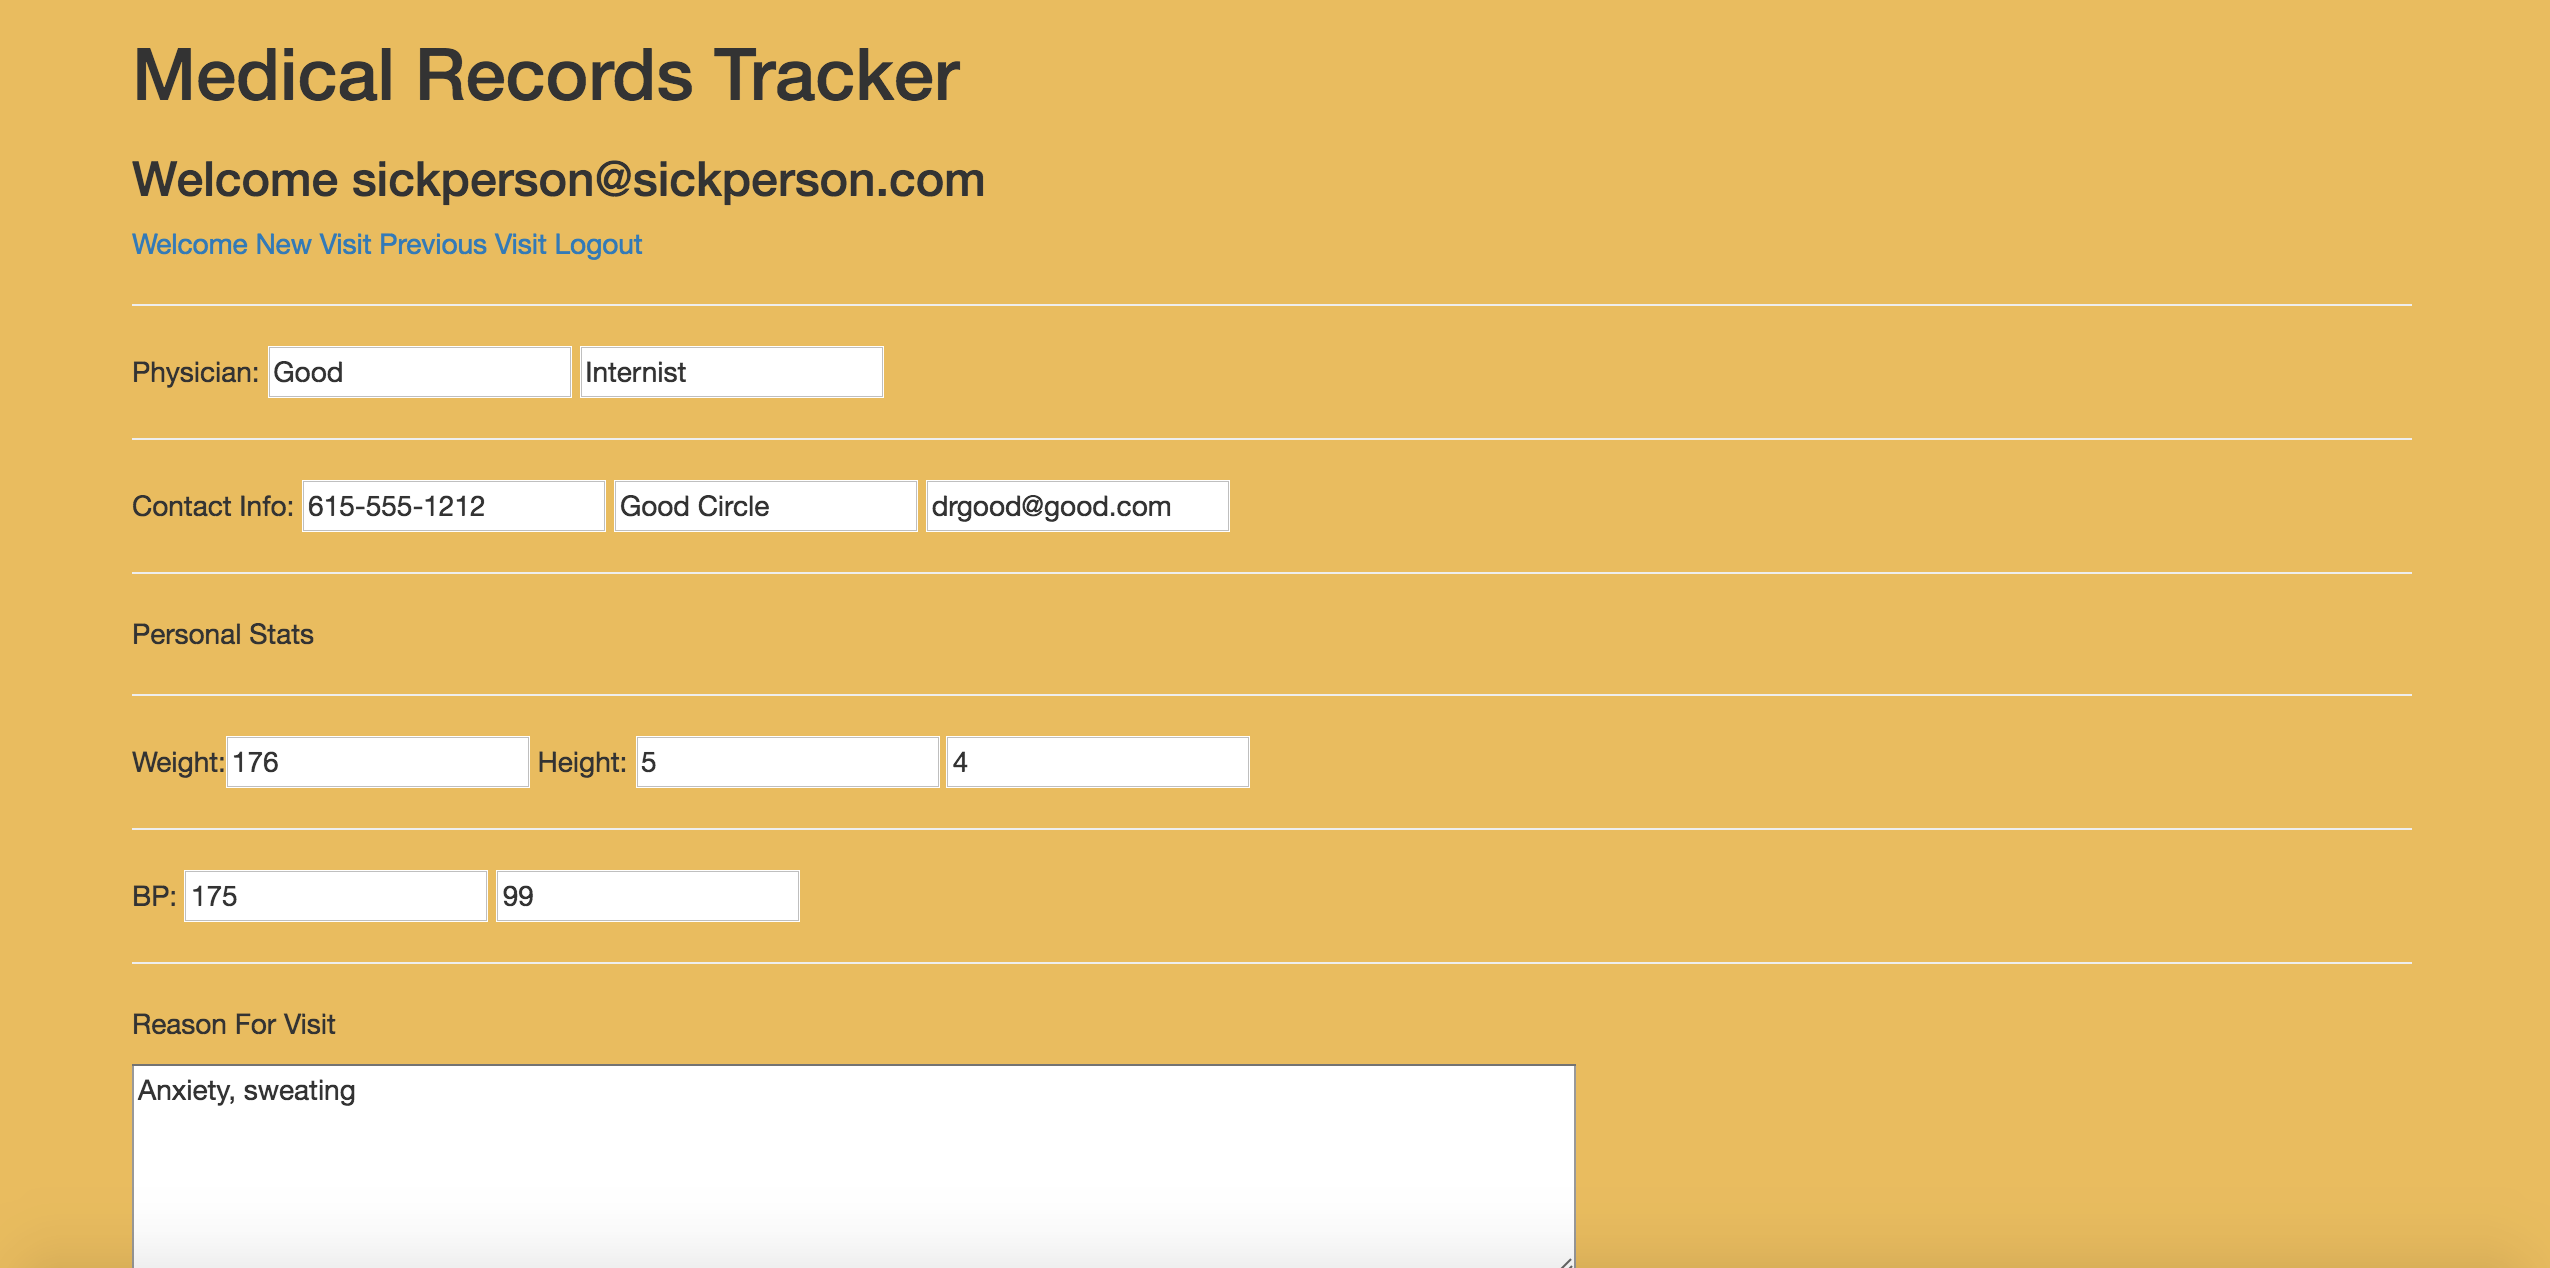 Medical Records Tracker
Welcome sickperson@sickperson.com
Welcome New Visit Previous Visit Logout
Physician: Good Internist
Contact Info: 615-555-1212 Good Circle drgood@good.com
Personal Stats
Weight: 176 Height: 5 4
BP: 175 99
Reason For Visit
Anxiety, sweating